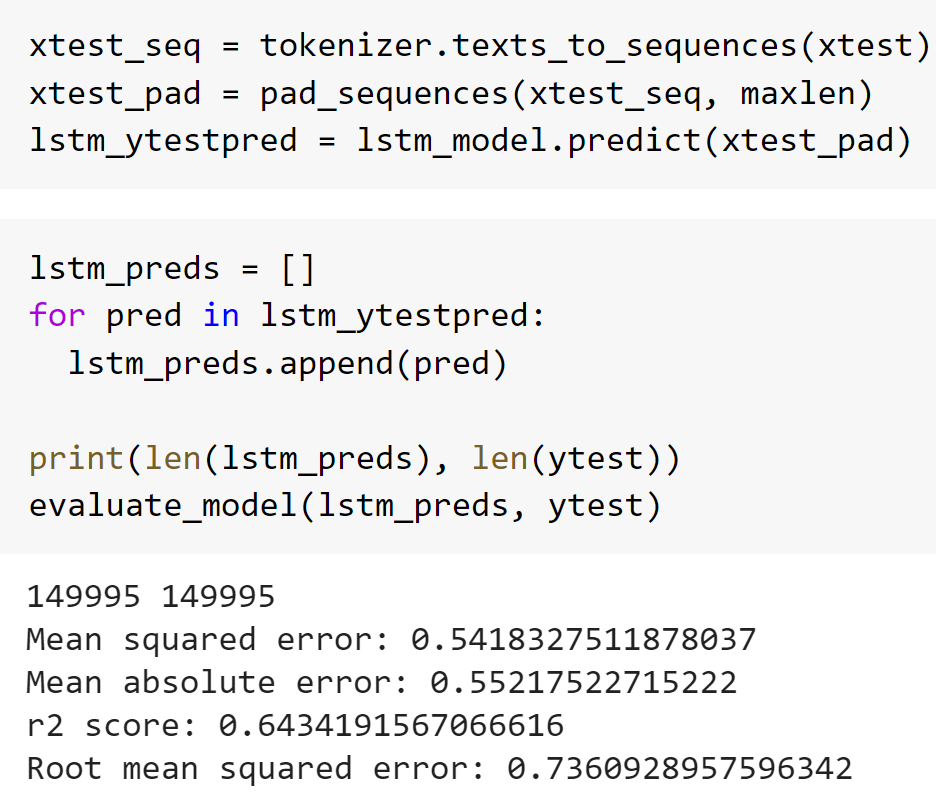 xtest_seq = tokenizer.texts_to_sequences(xtest)
xtest_pad = pad_sequences(xtest_seq, maxlen)
lstm_ytestpred = lstm_model.predict(xtest_pad)
lstm_preds = []
for pred in lstm_ytestpred:
  lstm_preds.append(pred)
print(len(lstm_preds), len(ytest))
evaluate_model(lstm_preds, ytest)
149995 149995
Mean squared error: 0.5418327511878037
Mean absolute error: 0.55217522715222
r2 score: 0.6434191567066616
Root mean squared error: 0.7360928957596342